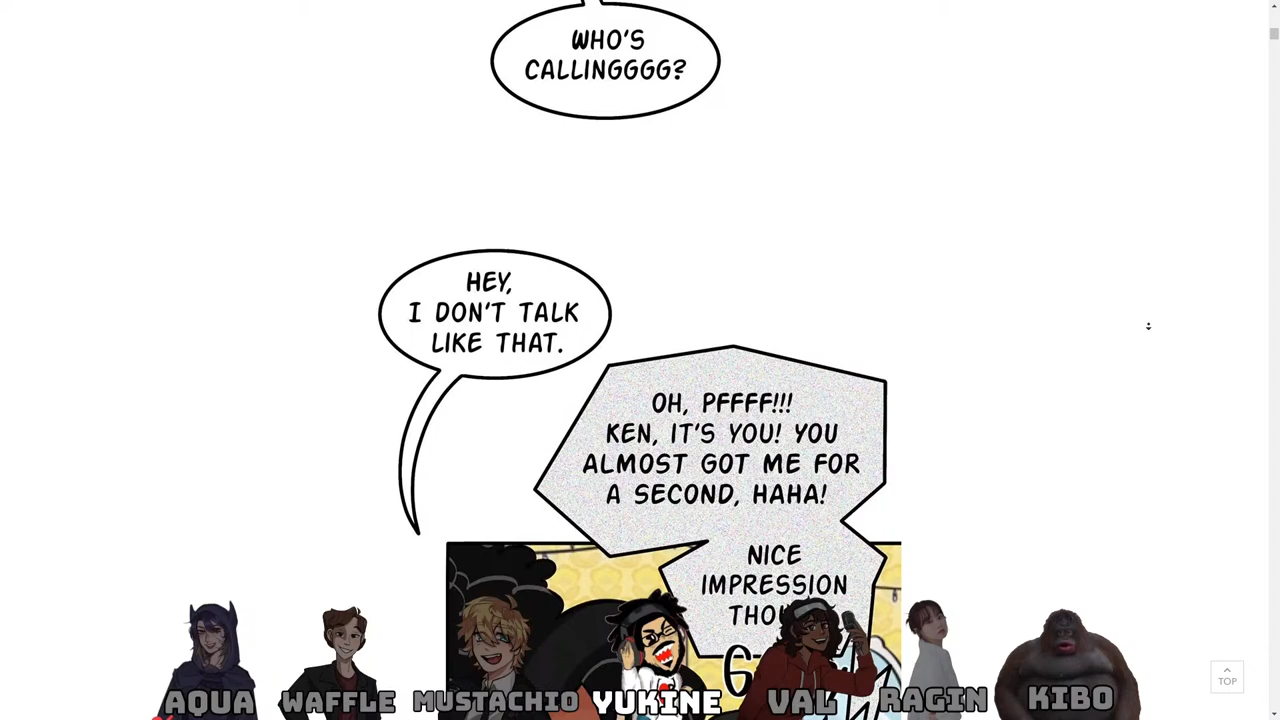 WHO'S
CALLINGGGG?
HEY,
I DON'T TALK
LIKE THAT.
OH, PFFFF!!!
KEN, IT'S YOU! YOU
ALMOST GOT ME FOR
A SECOND, HAHA!
NICE
IMPRESSION
AQUA
WAFFLE
MUSTACHIO
YUKINE
VAL
RAGIN
KIBO
TOP